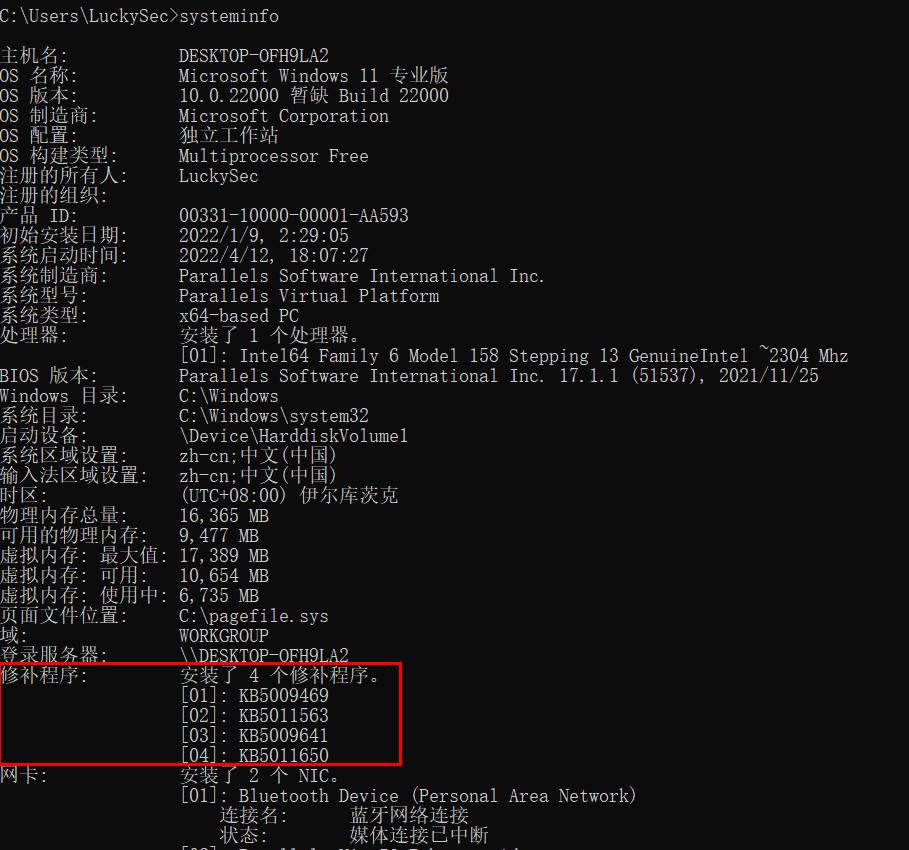 C:\Users\LuckySec>systeminfo
主机名: DESKTOP-OFH9LA2
OS 名称: Microsoft Windows 11 专业版
OS 版本: 10.0.22000 暂缺 Build 22000
OS 制造商: Microsoft Corporation
OS 配置: 独立工作站
OS 构建类型: Multiprocessor Free
注册的所有人: LuckySec
注册的组织:
产品 ID: 00331-10000-00001-AA593
初始安装日期: 2022/1/9, 2:29:05
系统启动时间: 2022/4/12, 18:07:27
系统制造商: Parallels Software International Inc.
系统型号: Parallels Virtual Platform
系统类型: x64-based PC
处理器: 安装了 1 个处理器。
[01]: Intel64 Family 6 Model 158 Stepping 13 GenuineIntel ~2304 Mhz
BIOS 版本: Parallels Software International Inc. 17.1.1 (51537), 2021/11/25
Windows 目录: C:\Windows
系统目录: C:\Windows\system32
启动设备: \Device\HarddiskVolume1
系统区域设置: zh-cn;中文(中国)
输入法区域设置: zh-cn;中文(中国)
时区: (UTC+08:00) 伊尔库茨克
物理内存总量: 16,365 MB
可用的物理内存: 9,477 MB
虚拟内存: 最大值: 17,389 MB
虚拟内存: 可用: 10,654 MB
虚拟内存: 使用中: 6,735 MB
页面文件位置: C:\pagefile.sys
域: WORKGROUP
登录服务器: \\DESKTOP-OFH9LA2
修补程序: 安装了 4 个修补程序。
[01]: KB5009469
[02]: KB5011563
[03]: KB5009641
[04]: KB5011650
网卡: 安装了 2 个 NIC。
[01]: Bluetooth Device (Personal Area Network)
连接名: 蓝牙网络连接
状态: 媒体连接已中断